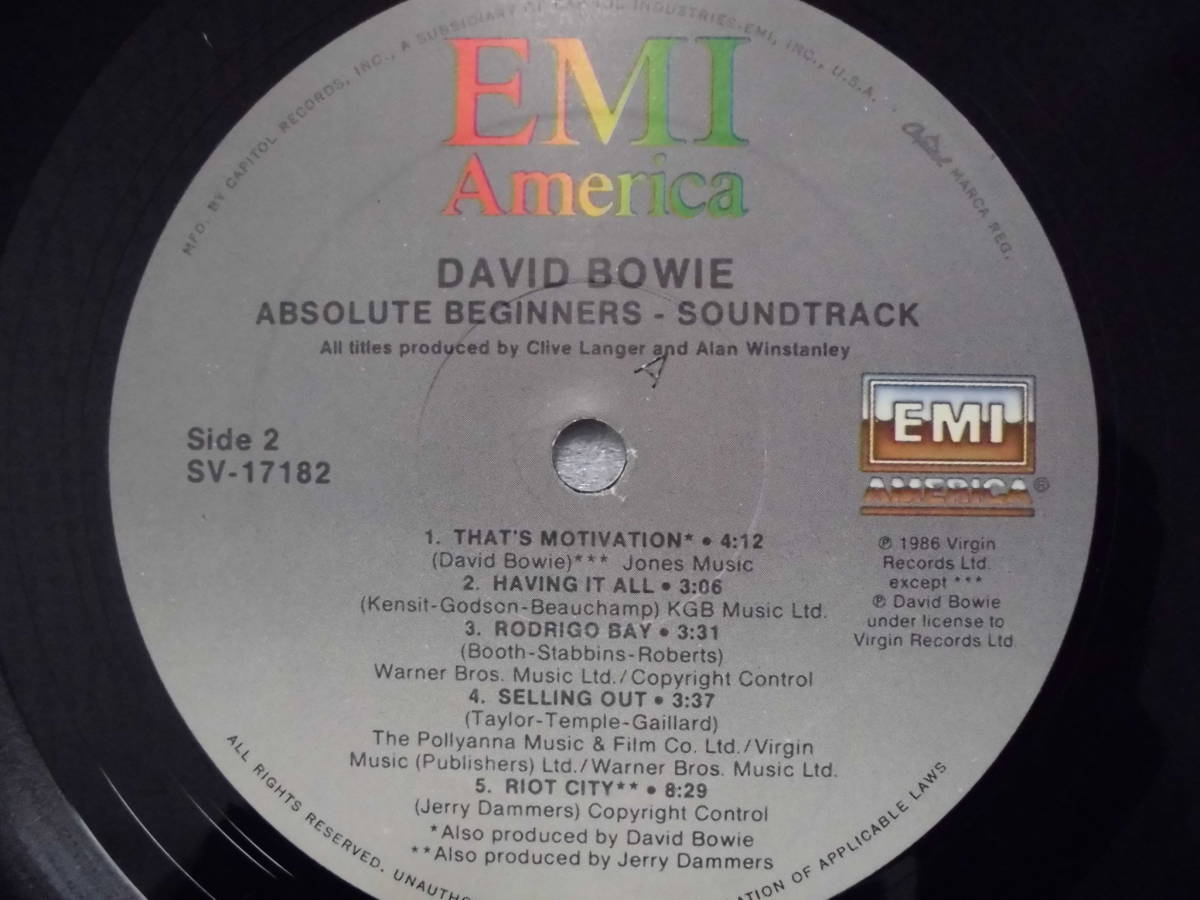 MFD. BY CAPITOL RECORDS, INC., A SUBSIDIARY OF CAPITOL INDUSTRIES-EMI, INC., U.S.A.
Capitol MARCA REG.
EMI
America
DAVID BOWIE
ABSOLUTE BEGINNERS - SOUNDTRACK
All titles produced by Clive Langer and Alan Winstanley
A
Side 2
SV-17182
EMI
AMERICA®
1. THAT'S MOTIVATION* • 4:12
(David Bowie)*** Jones Music
2. HAVING IT ALL • 3:06
(Kensit-Godson-Beauchamp) KGB Music Ltd.
3. RODRIGO BAY • 3:31
(Booth-Stabbins-Roberts)
Warner Bros. Music Ltd./Copyright Control
4. SELLING OUT • 3:37
(Taylor-Temple-Gaillard)
The Pollyanna Music & Film Co. Ltd./Virgin
Music (Publishers) Ltd./Warner Bros. Music Ltd.
5. RIOT CITY** • 8:29
(Jerry Dammers) Copyright Control
*Also produced by David Bowie
**Also produced by Jerry Dammers
℗ 1986 Virgin
Records Ltd.
except ***
℗ David Bowie
under license to
Virgin Records Ltd.
ALL RIGHTS RESERVED. UNAUTH
ATION OF APPLICABLE LAWS